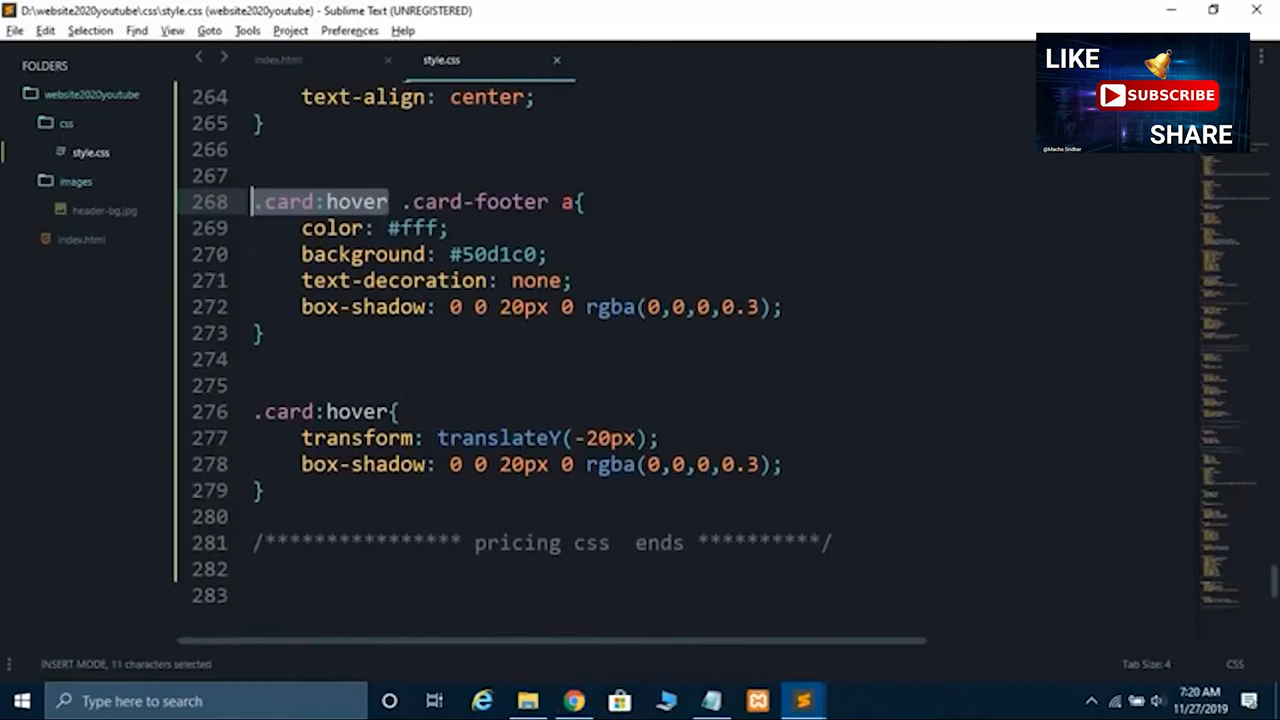 D:\website2020youtube\css\style.css (website2020youtube) - Sublime Text (UNREGISTERED)
File Edit Selection Find View Goto Tools Project Preferences Help
FOLDERS
website2020youtube
css
style.css
images
header-bg.jpg
index.html
index.html × style.css ×
264 text-align: center;
265 }
266
267
268 .card:hover .card-footer a{
269 color: #fff;
270 background: #50d1c0;
271 text-decoration: none;
272 box-shadow: 0 0 20px 0 rgba(0,0,0,0.3);
273 }
274
275
276 .card:hover{
277 transform: translateY(-20px);
278 box-shadow: 0 0 20px 0 rgba(0,0,0,0.3);
279 }
280
281 /**************** pricing css  ends **********/
282
283
LIKE
SUBSCRIBE
SHARE
@Macha Sridhar
INSERT MODE, 11 characters selected Tab Size: 4 CSS
Type here to search
7:20 AM
11/27/2019